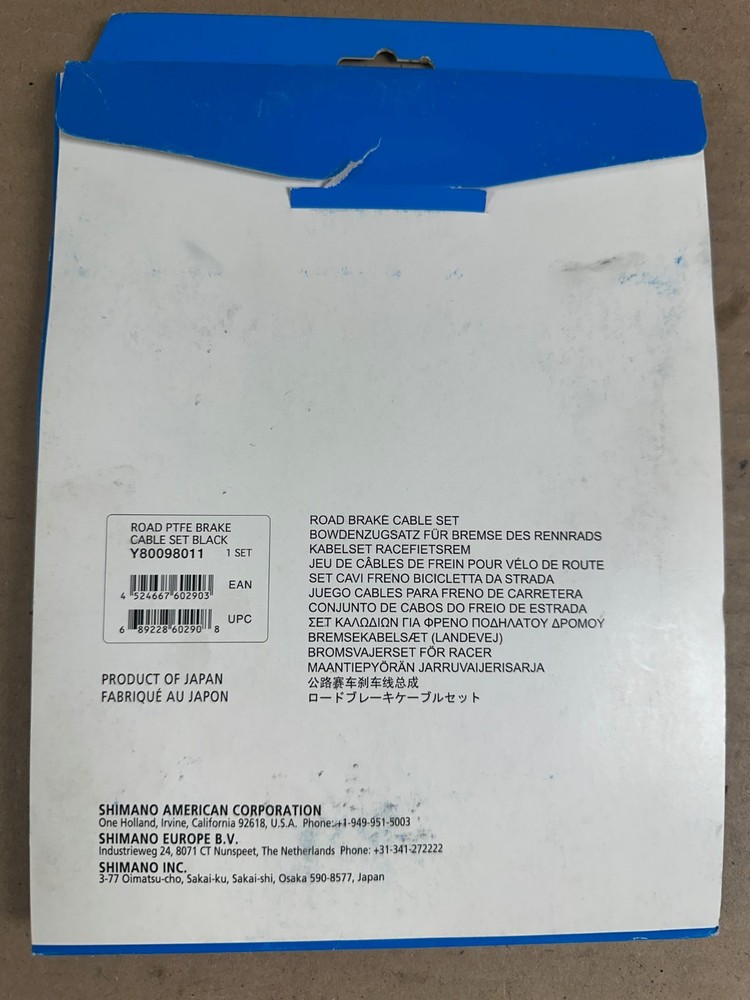 ROAD PTFE BRAKE
CABLE SET BLACK
Y80098011 1 SET
EAN
4 524667 602903
UPC
6 89228 60290 8
PRODUCT OF JAPAN
FABRIQUÉ AU JAPON
ROAD BRAKE CABLE SET
BOWDENZUGSATZ FÜR BREMSE DES RENNRADS
KABELSET RACEFIETSREM
JEU DE CÂBLES DE FREIN POUR VÉLO DE ROUTE
SET CAVI FRENO BICICLETTA DA STRADA
JUEGO CABLES PARA FRENO DE CARRETERA
CONJUNTO DE CABOS DO FREIO DE ESTRADA
ΣΕΤ ΚΑΛΩΔΙΩΝ ΓΙΑ ΦΡΕΝΟ ΠΟΔΗΛΑΤΟΥ ΔΡΟΜΟΥ
BREMSEKABELSÆT (LANDEVEJ)
BROMSVAJERSET FÖR RACER
MAANTIEPYÖRÄN JARRUVAIJERISARJA
公路赛车刹车线总成
ロードブレーキケーブルセット
SHIMANO AMERICAN CORPORATION
One Holland, Irvine, California 92618, U.S.A. Phone:+1-949-951-5003
SHIMANO EUROPE B.V.
Industrieweg 24, 8071 CT Nunspeet, The Netherlands Phone: +31-341-272222
SHIMANO INC.
3-77 Oimatsu-cho, Sakai-ku, Sakai-shi, Osaka 590-8577, Japan